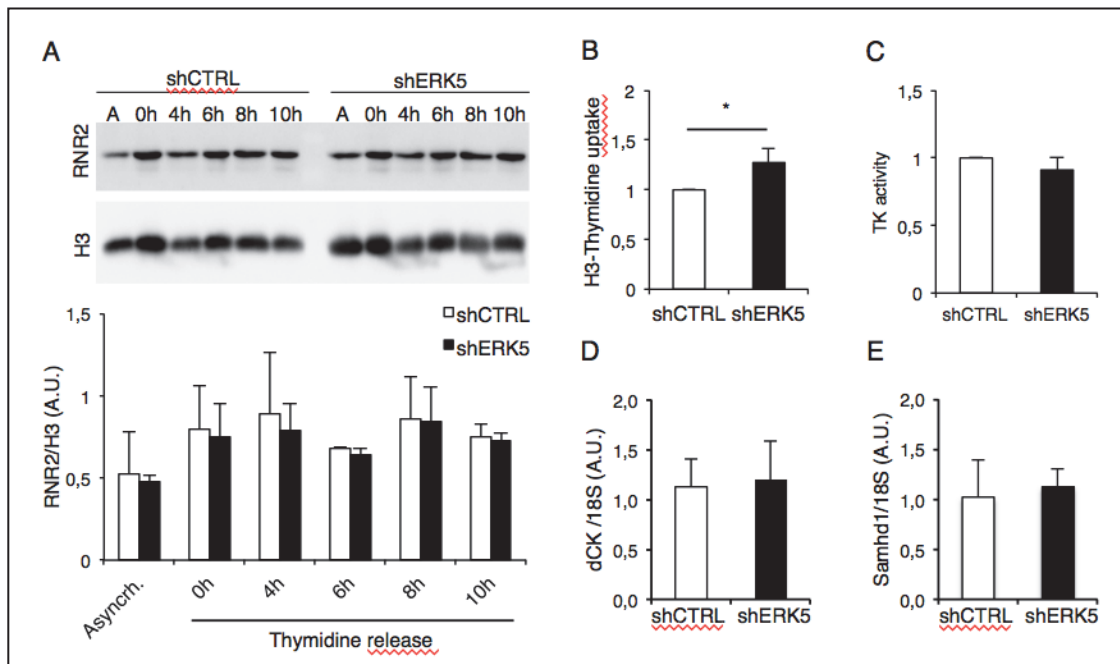 A
shCTRL
shERK5
A 0h 4h 6h 8h 10h
A 0h 4h 6h 8h 10h
RNR2
H3
RNR2/H3 (A.U.)
1,5
1
0,5
0
shCTRL
shERK5
Asyncrh.
0h
4h
6h
8h
10h
Thymidine release
B
H3-Thymidine uptake
2
1,5
1
0,5
0
*
shCTRL shERK5
C
TK activity
1,5
1
0,5
0
shCTRL shERK5
D
dCK /18S (A.U.)
2,0
1,5
1,0
0,5
0,0
shCTRL shERK5
E
Samhd1/18S (A.U.)
2,0
1,5
1,0
0,5
0,0
shCTRL shERK5